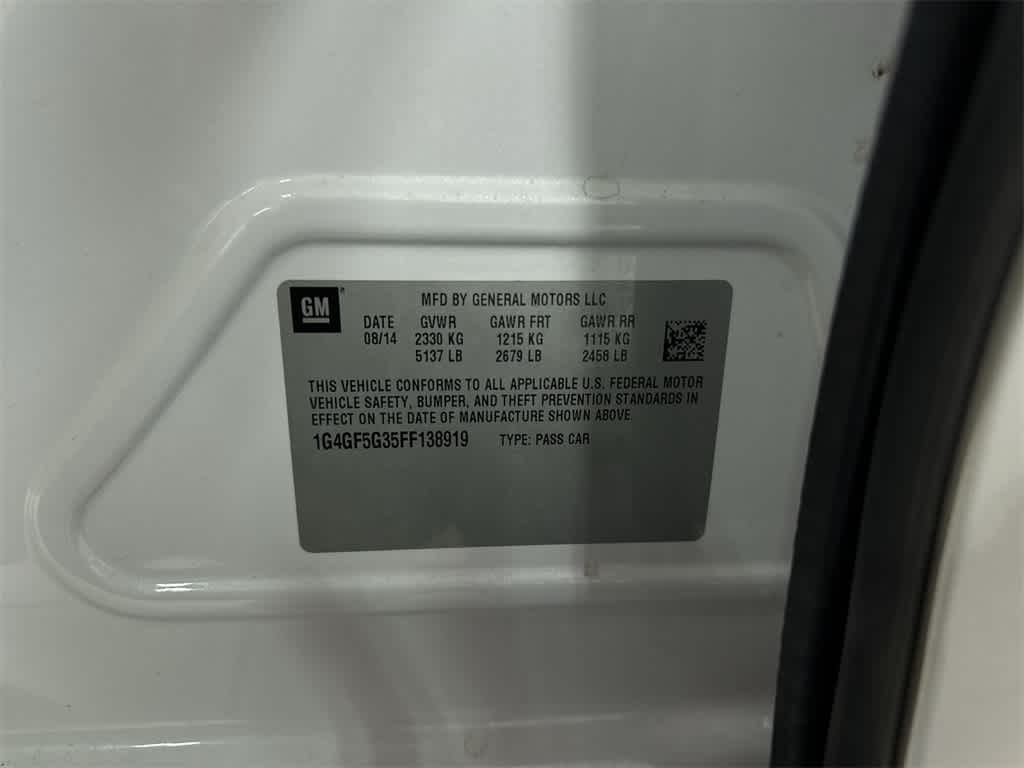 GM
MFD BY GENERAL MOTORS LLC
DATE GVWR GAWR FRT GAWR RR
08/14 2330 KG 1215 KG 1115 KG
5137 LB 2679 LB 2458 LB
THIS VEHICLE CONFORMS TO ALL APPLICABLE U.S. FEDERAL MOTOR
VEHICLE SAFETY, BUMPER, AND THEFT PREVENTION STANDARDS IN
EFFECT ON THE DATE OF MANUFACTURE SHOWN ABOVE
1G4GF5G35FF138919 TYPE: PASS CAR